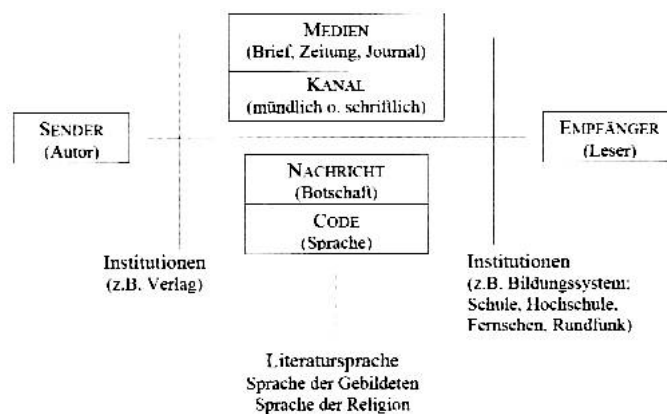 MEDIEN
(Brief, Zeitung, Journal)
KANAL
(mündlich o. schriftlich)
SENDER
(Autor)
EMPFÄNGER
(Leser)
NACHRICHT
(Botschaft)
CODE
(Sprache)
Institutionen
(z.B. Verlag)
Institutionen
(z.B. Bildungssystem:
Schule, Hochschule,
Fernsehen, Rundfunk)
Literatursprache
Sprache der Gebildeten
Sprache der Religion